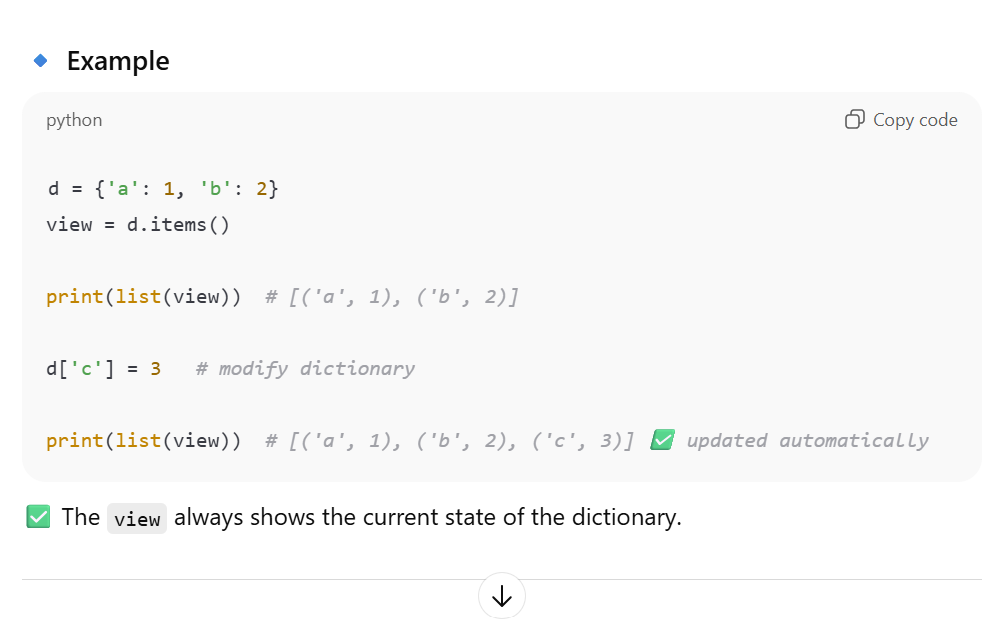 🔹 Example
python
Copy code
d = {'a': 1, 'b': 2}
view = d.items()
print(list(view))  # [('a', 1), ('b', 2)]
d['c'] = 3   # modify dictionary
print(list(view))  # [('a', 1), ('b', 2), ('c', 3)] ✅ updated automatically
✅ The view always shows the current state of the dictionary.